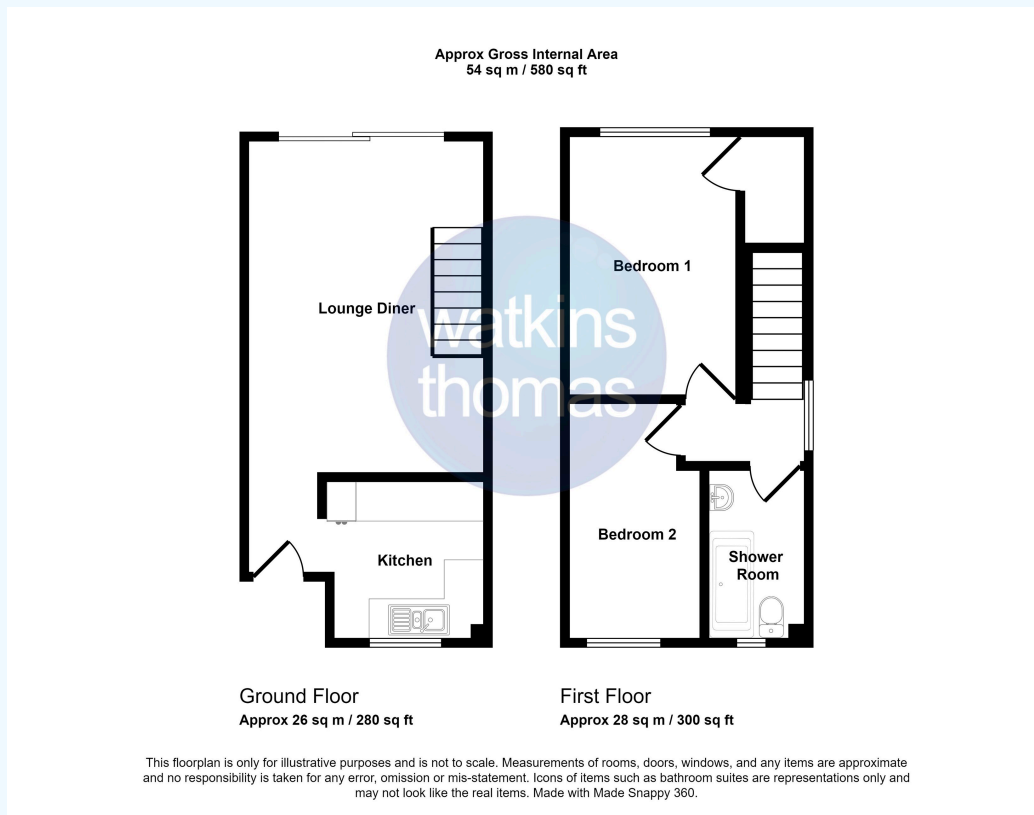 Approx Gross Internal Area
54 sq m / 580 sq ft
Lounge Diner
Kitchen
Bedroom 1
Bedroom 2
Shower
Room
watkins
thomas
Ground Floor
Approx 26 sq m / 280 sq ft
First Floor
Approx 28 sq m / 300 sq ft
This floorplan is only for illustrative purposes and is not to scale. Measurements of rooms, doors, windows, and any items are approximate
and no responsibility is taken for any error, omission or mis-statement. Icons of items such as bathroom suites are representations only and
may not look like the real items. Made with Made Snappy 360.